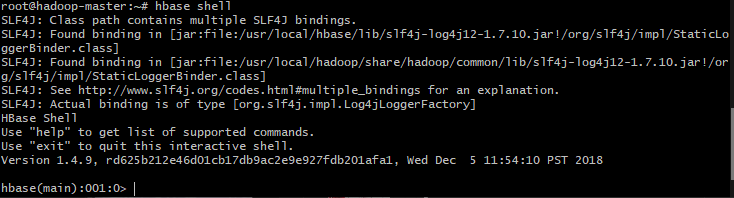 root@hadoop-master:~# hbase shell
SLF4J: Class path contains multiple SLF4J bindings.
SLF4J: Found binding in [jar:file:/usr/local/hbase/lib/slf4j-log4j12-1.7.10.jar!/org/slf4j/impl/StaticLo
ggerBinder.class]
SLF4J: Found binding in [jar:file:/usr/local/hadoop/share/hadoop/common/lib/slf4j-log4j12-1.7.10.jar!/or
g/slf4j/impl/StaticLoggerBinder.class]
SLF4J: See http://www.slf4j.org/codes.html#multiple_bindings for an explanation.
SLF4J: Actual binding is of type [org.slf4j.impl.Log4jLoggerFactory]
HBase Shell
Use "help" to get list of supported commands.
Use "exit" to quit this interactive shell.
Version 1.4.9, rd625b212e46d01cb17db9ac2e9e927fdb201afa1, Wed Dec  5 11:54:10 PST 2018
hbase(main):001:0>